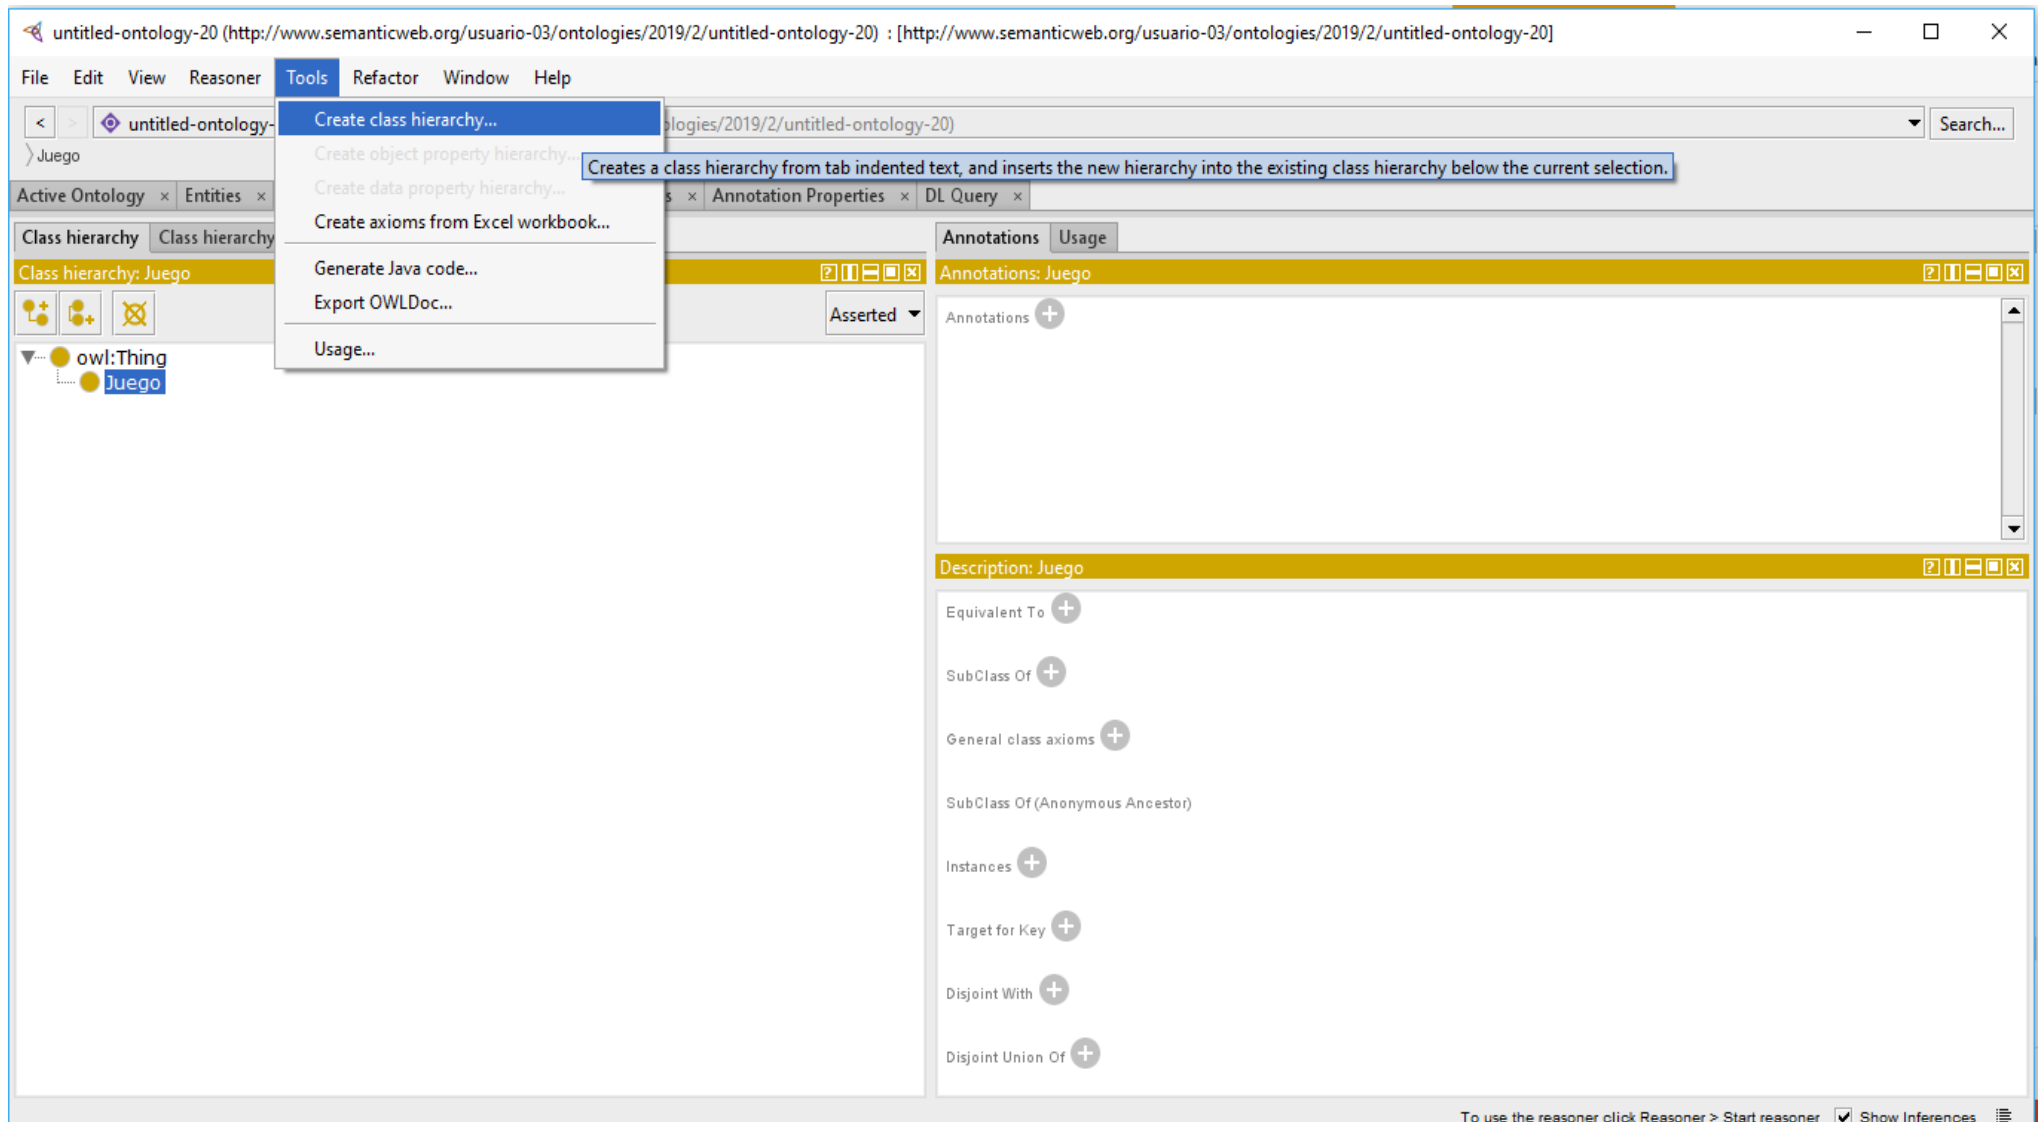 untitled-ontology-20 (http://www.semanticweb.org/usuario-03/ontologies/2019/2/untitled-ontology-20) : [http://www.semanticweb.org/usuario-03/ontologies/2019/2/untitled-ontology-20]
File Edit View Reasoner Tools Refactor Window Help
< > untitled-ontology- ologies/2019/2/untitled-ontology-20) Search...
Create class hierarchy...
Juego
Create object property hierarchy...
Creates a class hierarchy from tab indented text, and inserts the new hierarchy into the existing class hierarchy below the current selection.
Create data property hierarchy...
Active Ontology × Entities × s × Annotation Properties × DL Query ×
Create axioms from Excel workbook...
Class hierarchy Class hierarchy
Annotations Usage
Generate Java code...
Class hierarchy: Juego
Annotations: Juego
Export OWLDoc...
Asserted
Annotations
Usage...
owl:Thing
Juego
Description: Juego
Equivalent To
SubClass Of
General class axioms
SubClass Of (Anonymous Ancestor)
Instances
Target for Key
Disjoint With
Disjoint Union Of
To use the reasoner click Reasoner > Start reasoner Show Inferences